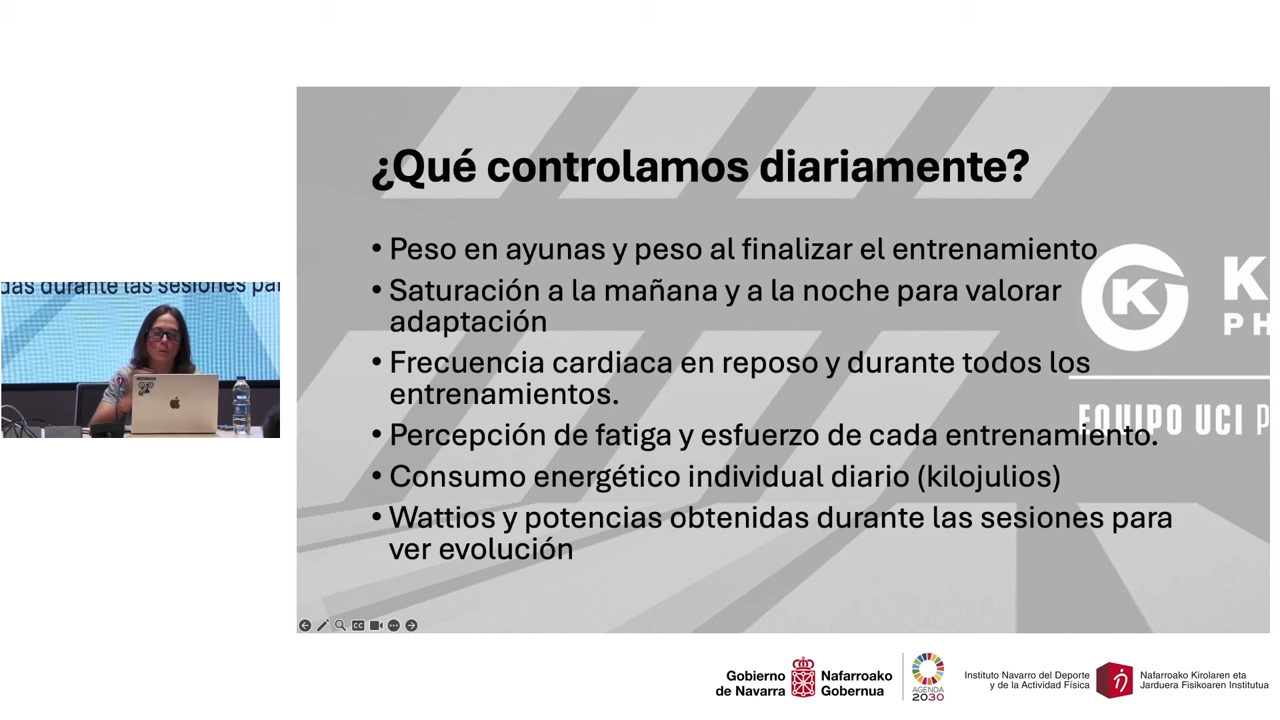 ¿Qué controlamos diariamente?
• Peso en ayunas y peso al finalizar el entrenamiento
• Saturación a la mañana y a la noche para valorar
adaptación
• Frecuencia cardiaca en reposo y durante todos los
entrenamientos.
• Percepción de fatiga y esfuerzo de cada entrenamiento.
• Consumo energético individual diario (kilojulios)
• Wattios y potencias obtenidas durante las sesiones para
ver evolución
K
K
PH
EQUIPO UCI P
das durante las sesiones par
CC
Gobierno
de Navarra
Nafarroako
Gobernua
AGENDA
2030
Instituto Navarro del Deporte
y de la Actividad Física
Nafarroako Kirolaren eta
Jarduera Fisikoaren Institutua